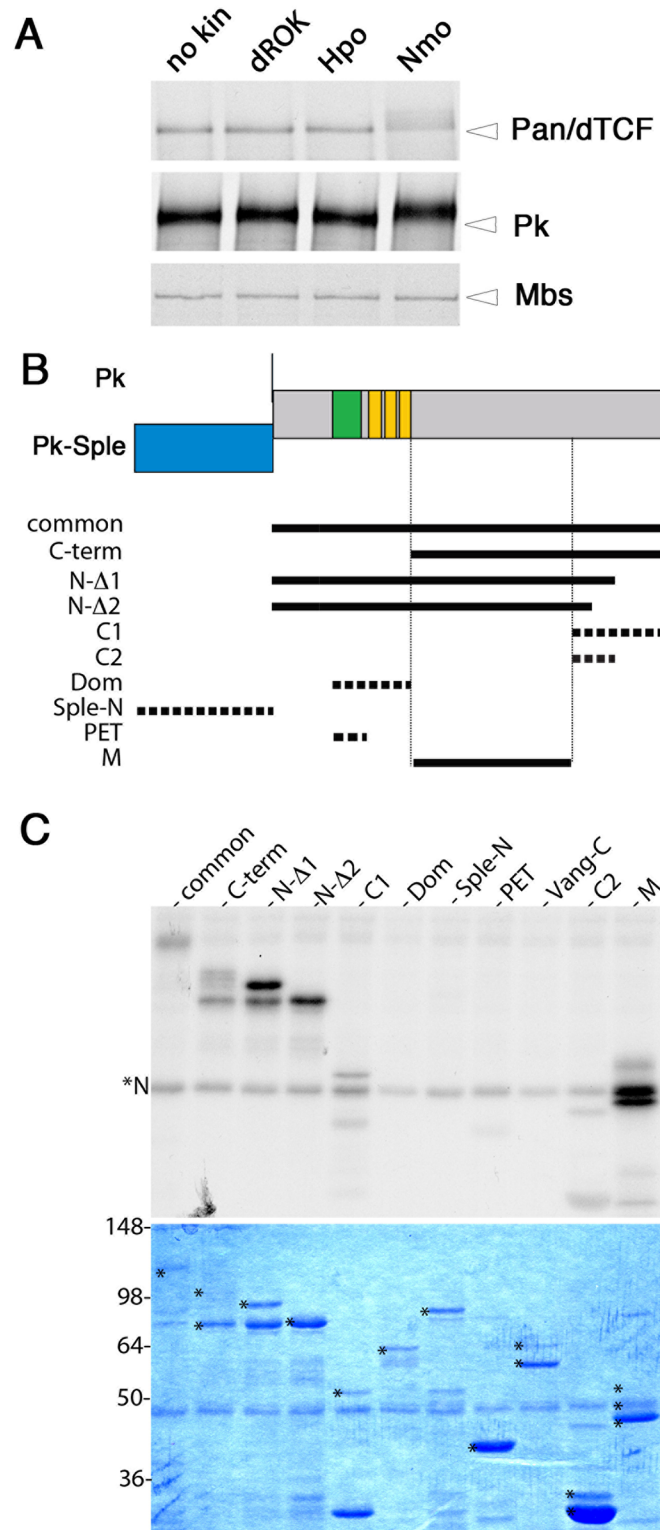 A
no kin dROK Hpo Nmo
Pan/dTCF
Pk
Mbs
B
Pk
Pk-Sple
common
C-term
N-Δ1
N-Δ2
C1
C2
Dom
Sple-N
PET
M
C
- common - C-term - N-Δ1 - N-Δ2 - C1 - Dom - Sple-N - PET - Vang-C - C2 - M
*N
148-
98-
64-
50-
36-